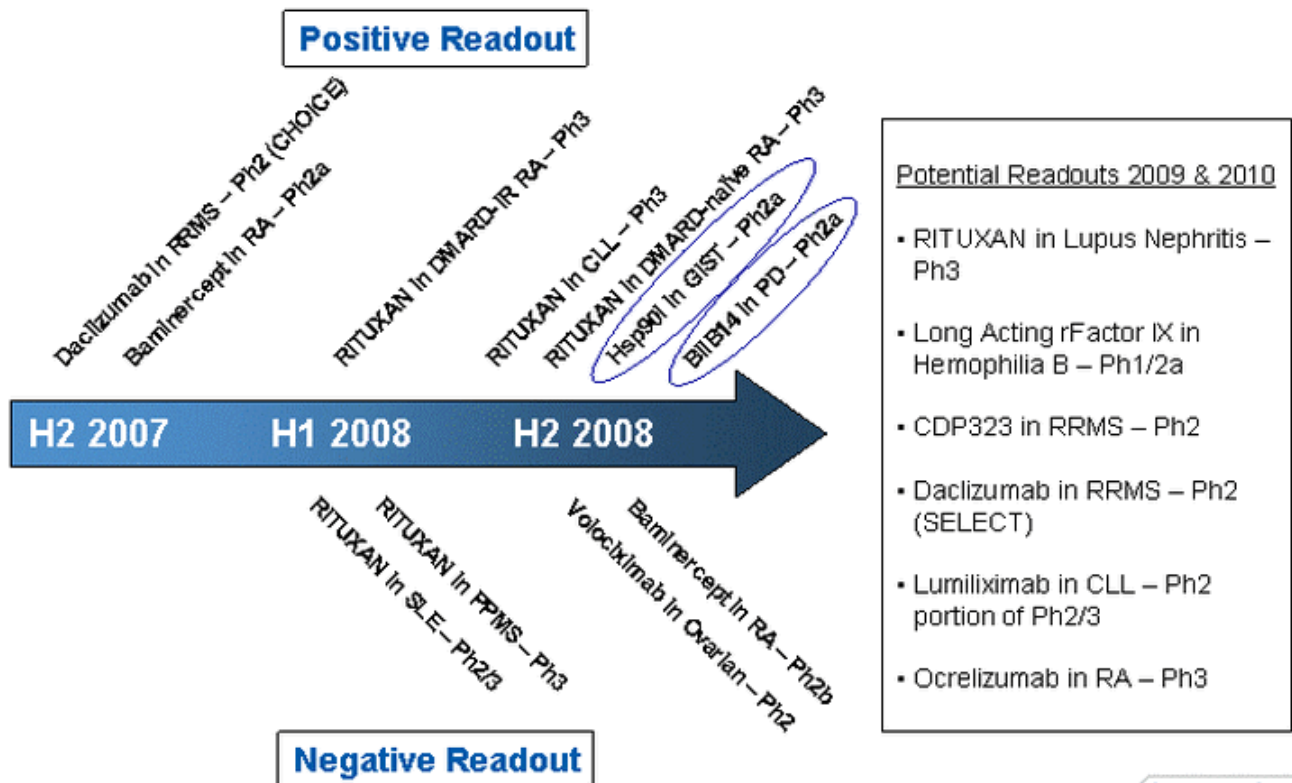 Positive Readout
Daclizumab in RRMS – Ph2 (CHOICE)
Baminercept in RA – Ph2a
RITUXAN in DMARD-IR RA – Ph3
RITUXAN in CLL – Ph3
RITUXAN in DMARD-naïve RA – Ph3
Hsp90i in GIST – Ph2a
BIIB14 in PD – Ph2a
H2 2007
H1 2008
H2 2008
RITUXAN in SLE – Ph2/3
RITUXAN in PPMS – Ph3
Volociximab in Ovarian – Ph2
Baminercept in RA – Ph2b
Negative Readout
Potential Readouts 2009 & 2010
▪ RITUXAN in Lupus Nephritis –
Ph3
▪ Long Acting rFactor IX in
Hemophilia B – Ph1/2a
▪ CDP323 in RRMS – Ph2
▪ Daclizumab in RRMS – Ph2
(SELECT)
▪ Lumiliximab in CLL – Ph2
portion of Ph2/3
▪ Ocrelizumab in RA – Ph3